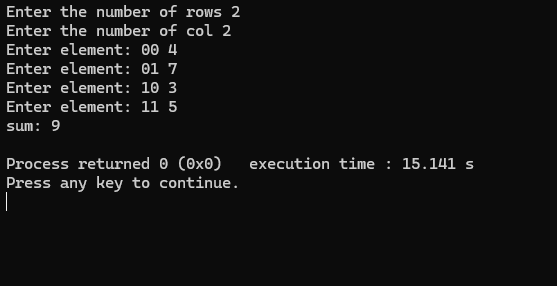 Enter the number of rows 2
Enter the number of col 2
Enter element: 00 4
Enter element: 01 7
Enter element: 10 3
Enter element: 11 5
sum: 9
Process returned 0 (0x0)   execution time : 15.141 s
Press any key to continue.